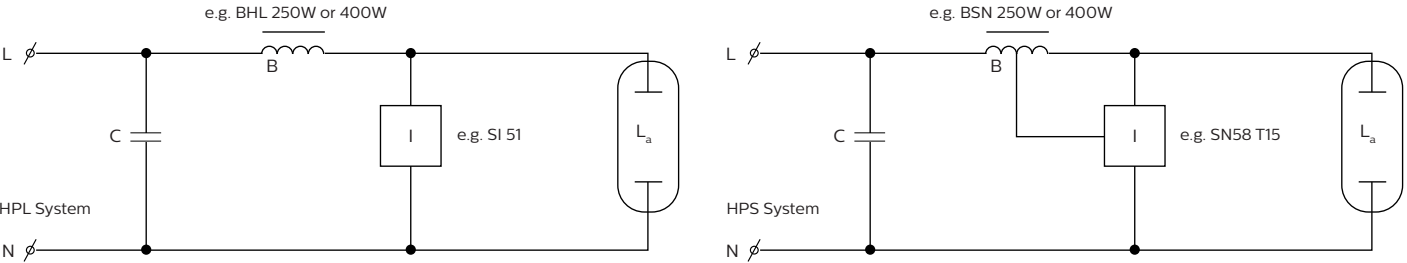 e.g. BHL 250W or 400W
L
B
C
I
e.g. SI 51
La
HPL System
N
e.g. BSN 250W or 400W
L
B
C
I
e.g. SN58 T15
La
HPS System
N